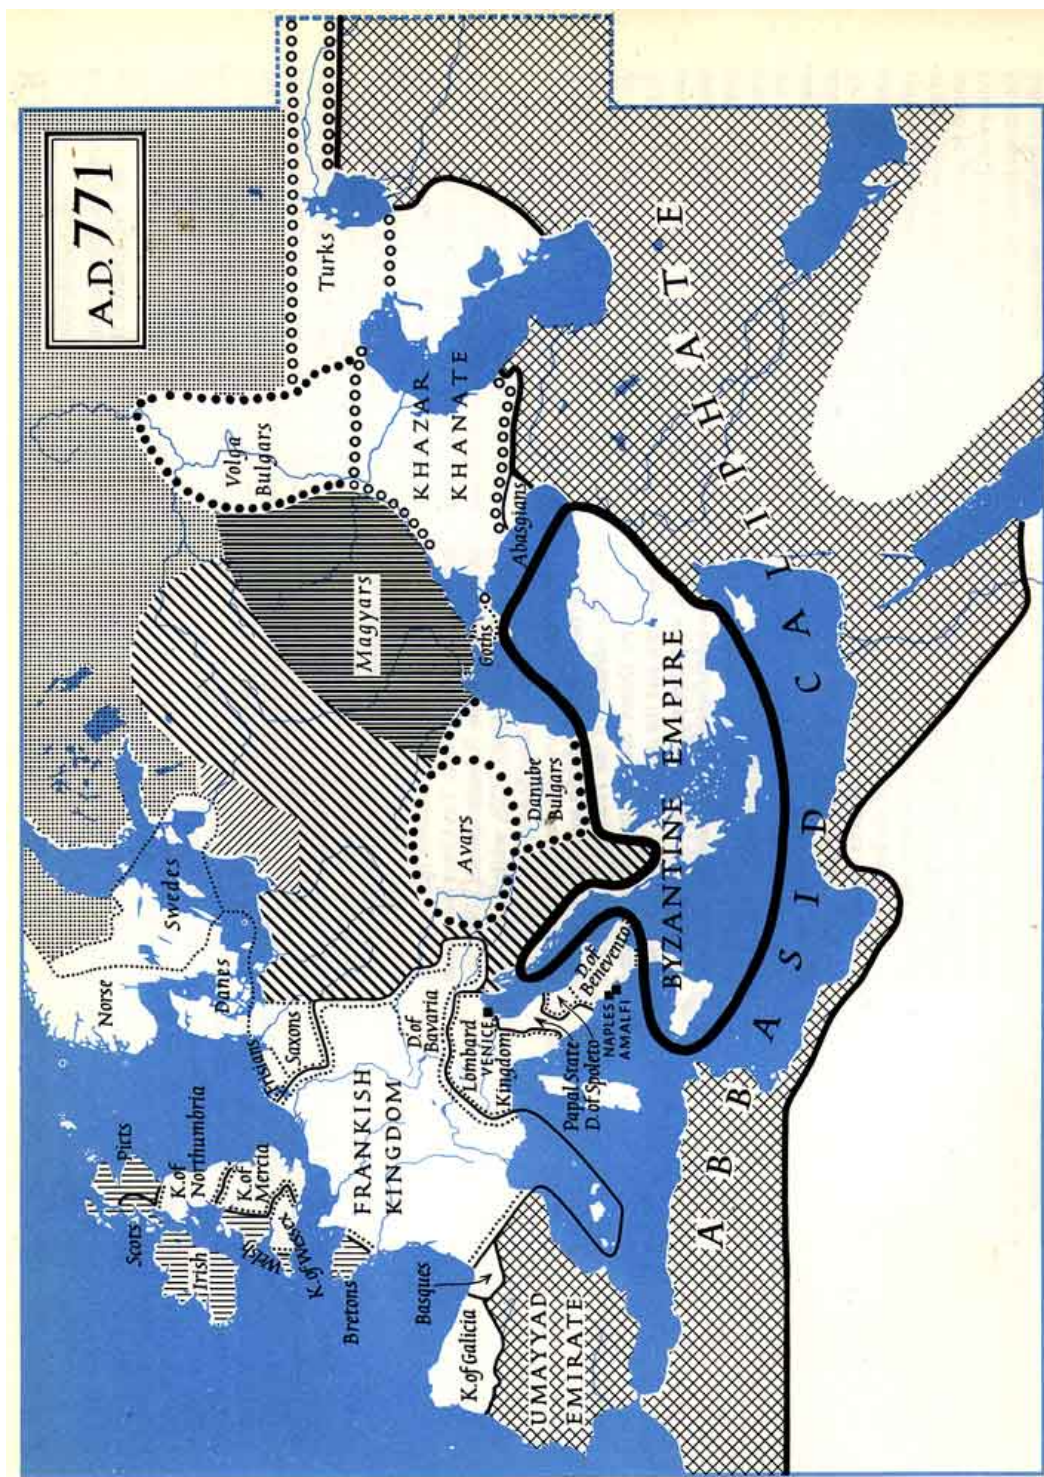 A.D. 771
Norse
Swedes
Danes
Picts
Scots
K. of
Northumbria
Irish
K. of
Mercia
Welsh
K. of Wessex
Frisians
Saxons
Bretons
FRANKISH
KINGDOM
D. of
Bavaria
Lombard
Kingdom
VENICE
Papal State
D. of Spoleto
D. of
Benevento
NAPLES
AMALFI
Basques
K. of Galicia
UMAYYAD
EMIRATE
Avars
Danube
Bulgars
Magyars
Goths
Volga
Bulgars
Turks
KHAZAR
KHANATE
Abasgians
BYZANTINE EMPIRE
ABBASID CALIPHATE